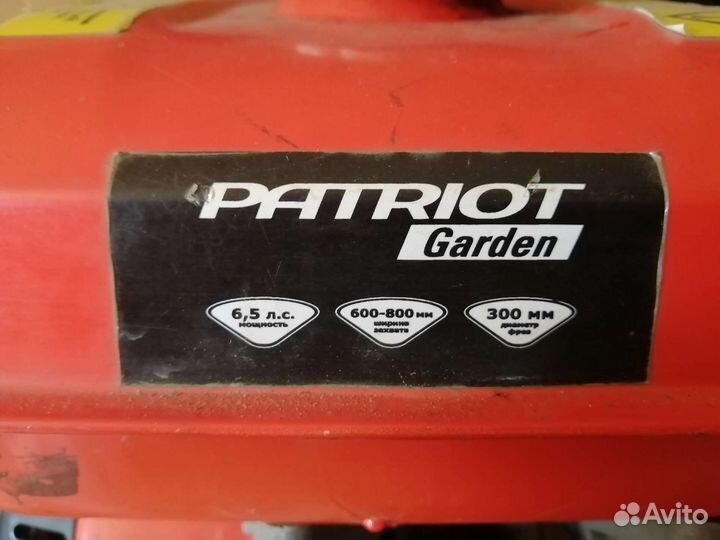 PATRIOT
Garden
6,5 л.с.
мощность
600-800 мм
ширина
захвата
300 мм
диаметр
фрез
Avito